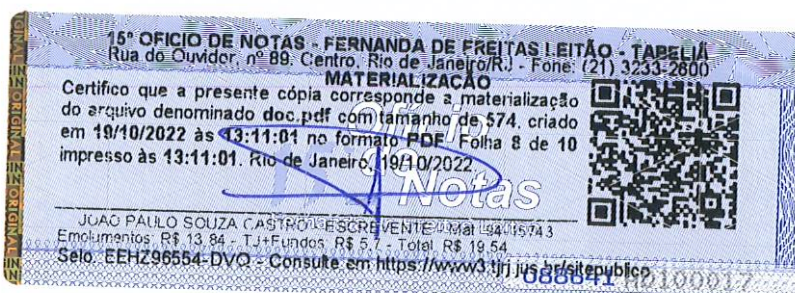 15º OFICIO DE NOTAS - FERNANDA DE FREITAS LEITÃO - TABELIÃ
Rua do Ouvidor, nº 89, Centro, Rio de Janeiro/RJ - Fone: (21) 3233-2600
MATERIALIZAÇÃO
Certifico que a presente cópia corresponde a materialização
do arquivo denominado doc.pdf com tamanho de 574, criado
em 19/10/2022 às 13:11:01 no formato PDF. Folha 8 de 10
impresso às 13:11:01. Rio de Janeiro, 19/10/2022.
Ofício
de
Notas
JOAO PAULO SOUZA CASTRO - ESCREVENTE - Mat 94/15743
Emolumentos: R$ 13,84 - TJ+Fundos: R$ 5,7 - Total: R$ 19,54
Selo: EEHZ96554-DVQ - Consulte em https://www3.tjrj.jus.br/sitepublico
088641
ORIGINAL